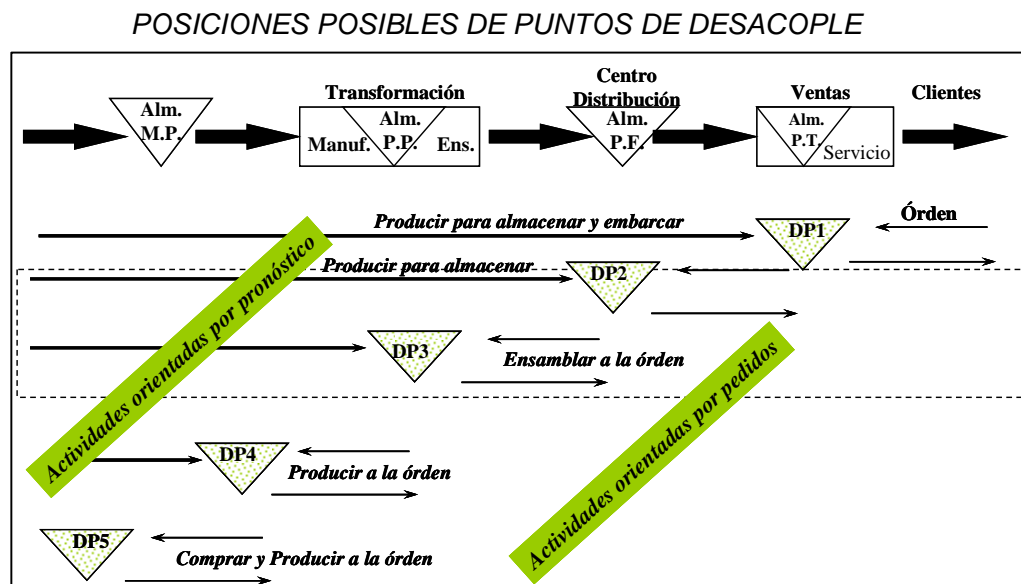 POSICIONES POSIBLES DE PUNTOS DE DESACOPLE
Transformación
Centro
Distribución
Ventas
Clientes
Alm.
M.P.
Manuf.
Alm.
P.P.
Ens.
Alm.
P.F.
Alm.
P.T.
Servicio
Producir para almacenar y embarcar
DP1
Órden
Producir para almacenar
DP2
DP3
Ensamblar a la órden
Actividades orientadas por pronóstico
Actividades orientadas por pedidos
DP4
Producir a la órden
DP5
Comprar y Producir a la órden